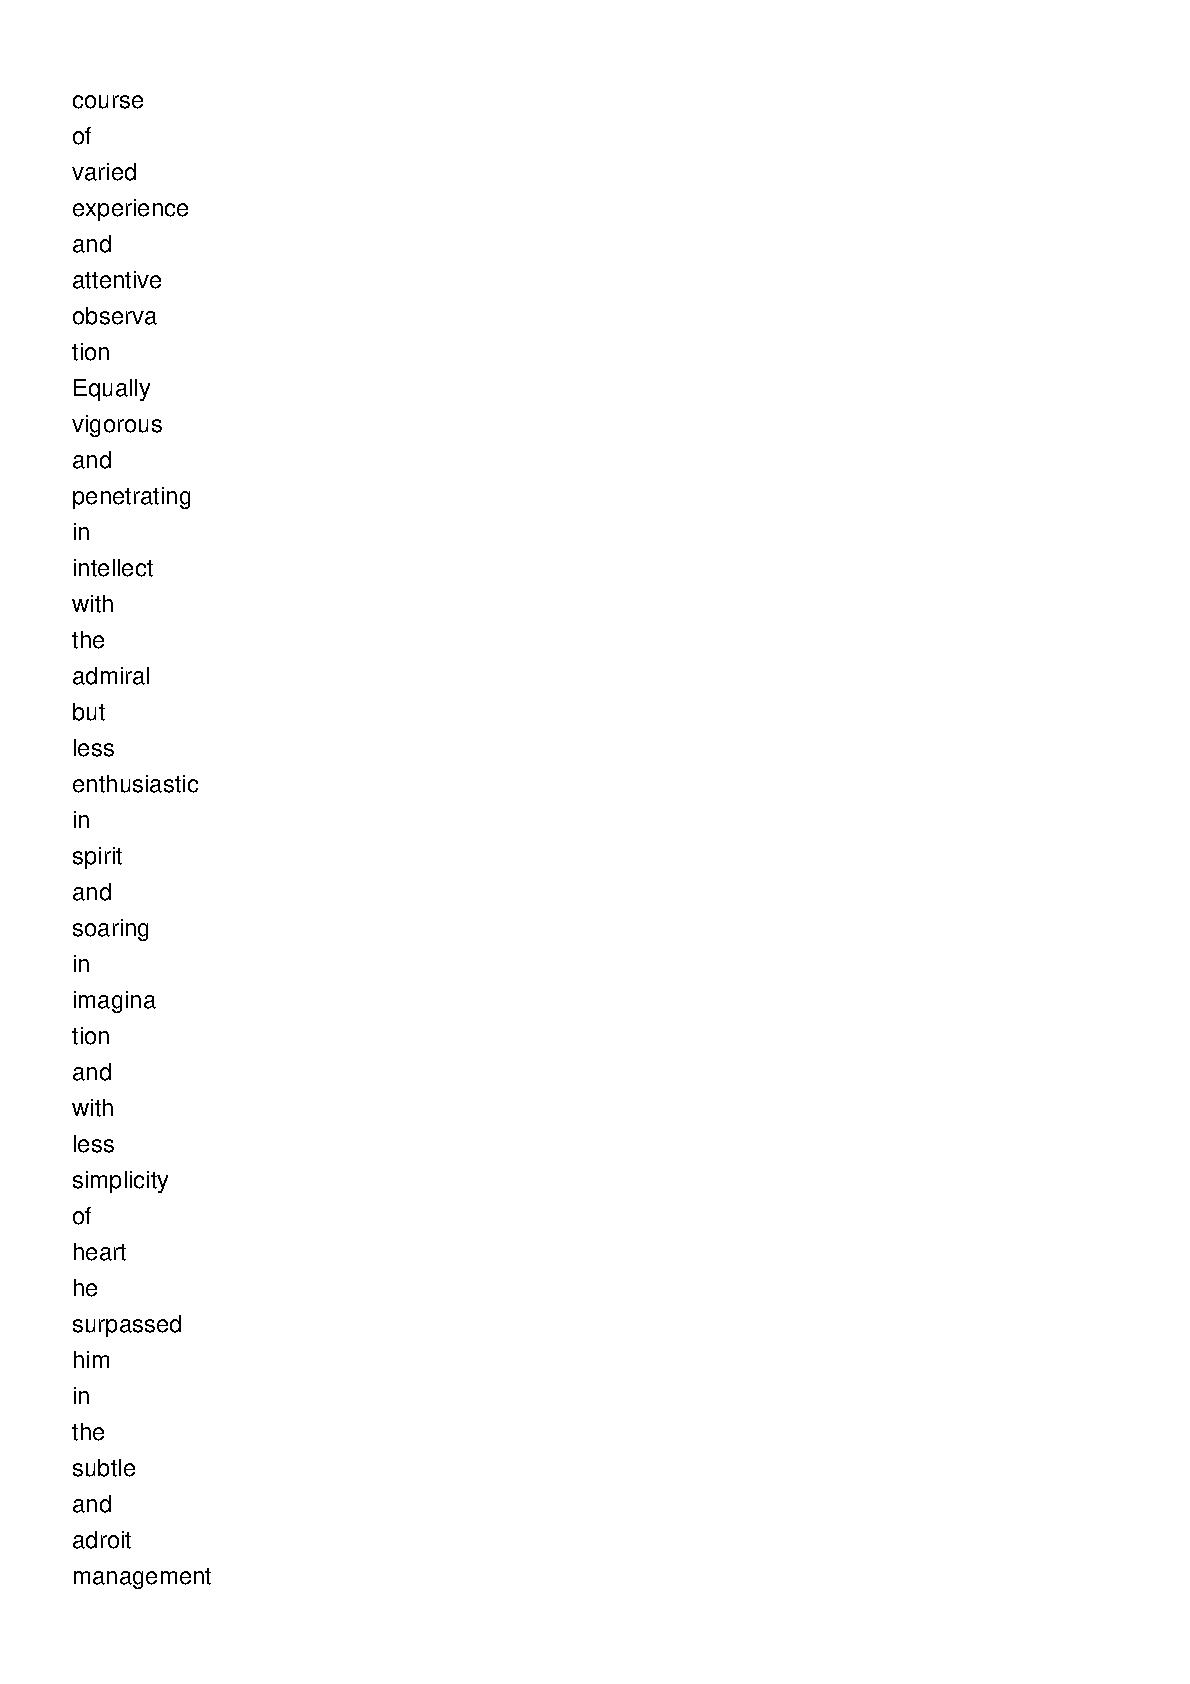 course
of
varied
experience
and
attentive
observa
tion
Equally
vigorous
and
penetrating
in
intellect
with
the
admiral
but
less
enthusiastic
in
spirit
and
soaring
in
imagina
tion
and
with
less
simplicity
of
heart
he
surpassed
him
in
the
subtle
and
adroit
management